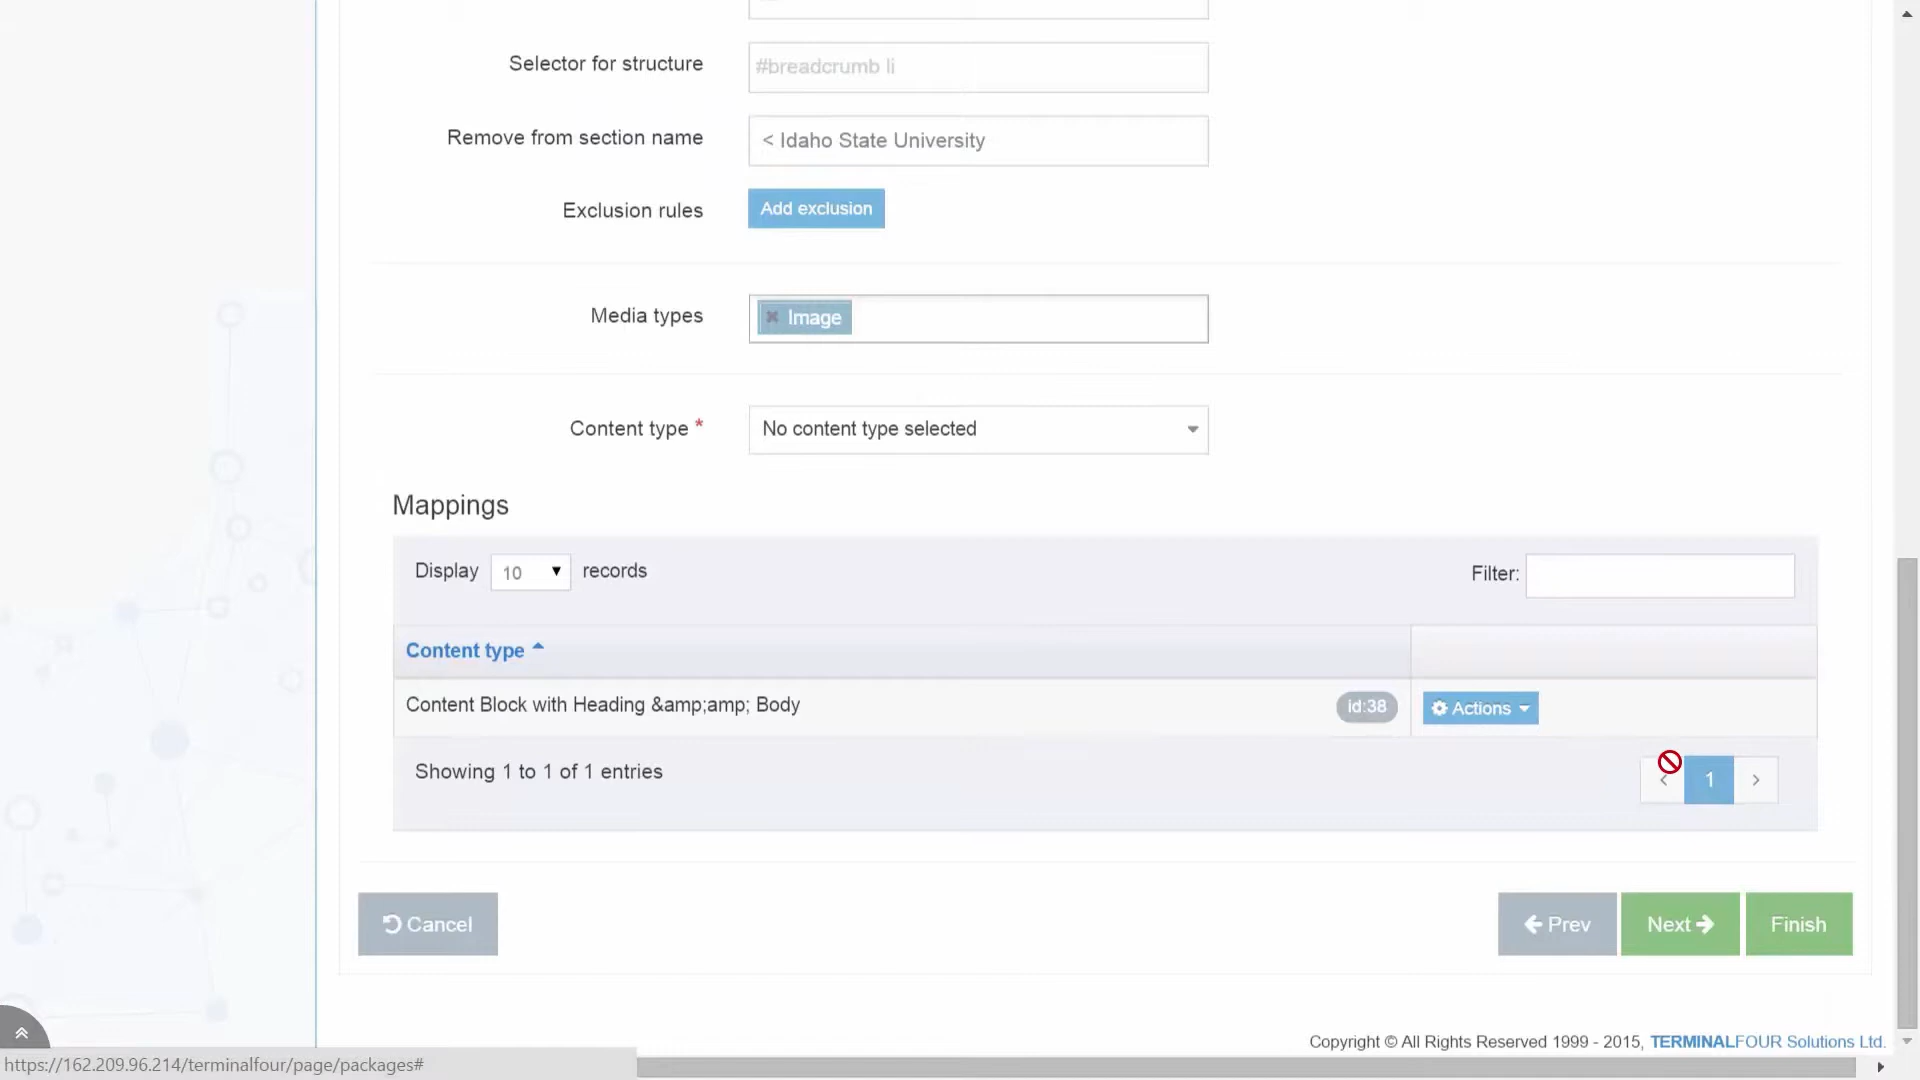 Selector for structure
#breadcrumb li
Remove from section name
< Idaho State University
Exclusion rules
Add exclusion
Media types
× Image
Content type *
No content type selected
Mappings
Display 10 records
Filter:
Content type
Content Block with Heading &amp;amp; Body
id:38
Actions
Showing 1 to 1 of 1 entries
‹ 1 ›
Cancel
Prev
Next
Finish
Copyright © All Rights Reserved 1999 - 2015, TERMINALFOUR Solutions Ltd.
https://162.209.96.214/terminalfour/page/packages#